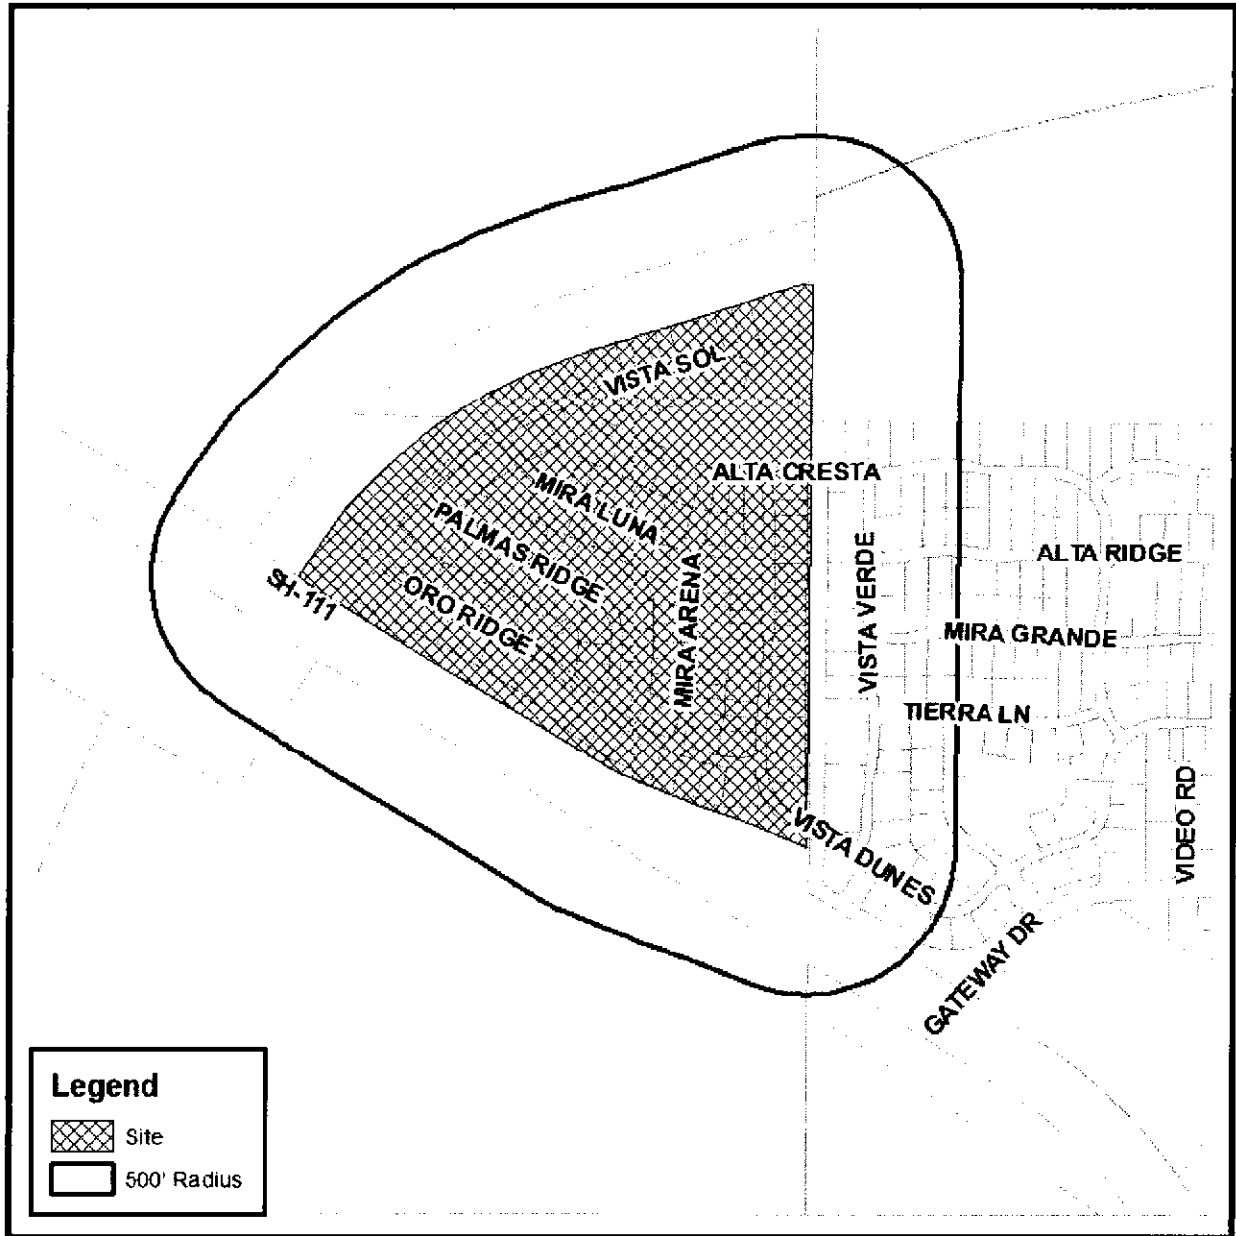 VISTA SOL
ALTA CRESTA
MIRA LUNA
PALMAS RIDGE
ORO RIDGE
SH-111
MIRA ARENA
VISTA VERDE
ALTA RIDGE
MIRA GRANDE
TIERRA LN
VISTA DUNES
VIDEO RD
GATEWAY DR
Legend
Site
500' Radius